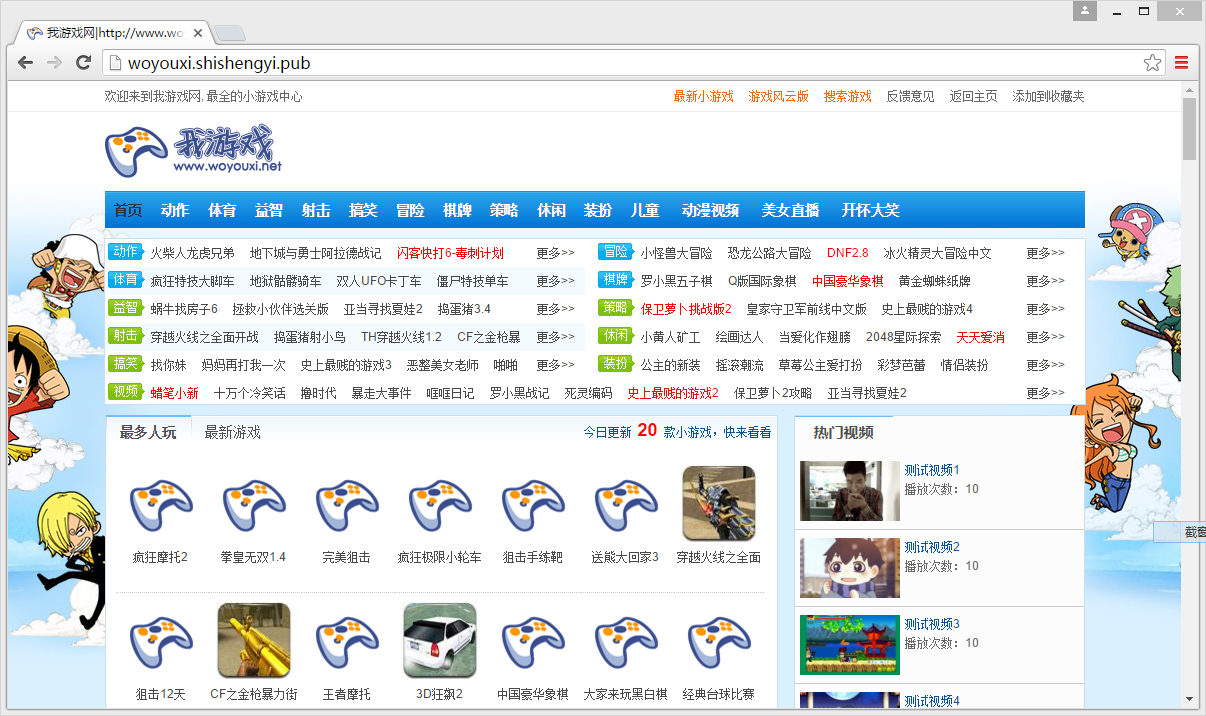 我游戏网|http://www.wo
woyouxi.shishengyi.pub
欢迎来到我游戏网, 最全的小游戏中心 最新小游戏 游戏风云版 搜索游戏 反馈意见 返回主页 添加到收藏夹
我游戏
www.woyouxi.net
首页 动作 体育 益智 射击 搞笑 冒险 棋牌 策略 休闲 装扮 儿童 动漫视频 美女直播 开怀大笑
动作 火柴人龙虎兄弟 地下城与勇士阿拉德战记 闪客快打6-毒刺计划 更多>> 冒险 小怪兽大冒险 恐龙公路大冒险 DNF2.8 冰火精灵大冒险中文 更多>>
体育 疯狂特技大脚车 地狱骷髅骑车 双人UFO卡丁车 僵尸特技单车 更多>> 棋牌 罗小黑五子棋 Q版国际象棋 中国豪华象棋 黄金蜘蛛纸牌 更多>>
益智 蜗牛找房子6 拯救小伙伴选关版 亚当寻找夏娃2 捣蛋猪3.4 更多>> 策略 保卫萝卜挑战版2 皇家守卫军前线中文版 史上最贱的游戏4 更多>>
射击 穿越火线之全面开战 捣蛋猪射小鸟 TH穿越火线1.2 CF之金枪暴 更多>> 休闲 小黄人矿工 绘画达人 当爱化作翅膀 2048星际探索 天天爱消 更多>>
搞笑 找你妹 妈妈再打我一次 史上最贱的游戏3 恶整美女老师 啪啪 更多>> 装扮 公主的新装 摇滚潮流 草莓公主爱打扮 彩梦芭蕾 情侣装扮 更多>>
视频 蜡笔小新 十万个冷笑话 撸时代 暴走大事件 哐哐日记 罗小黑战记 死灵编码 史上最贱的游戏2 保卫萝卜2攻略 亚当寻找夏娃2 更多>>
最多人玩 最新游戏 今日更新 20 款小游戏，快来看看
疯狂摩托2 拳皇无双1.4 完美狙击 疯狂极限小轮车 狙击手练靶 送熊大回家3 穿越火线之全面
狙击12天 CF之金枪暴力街 王者摩托 3D狂飙2 中国豪华象棋 大家来玩黑白棋 经典台球比赛
热门视频
测试视频1
播放次数：10
测试视频2
播放次数：10
测试视频3
播放次数：10
测试视频4
截窗